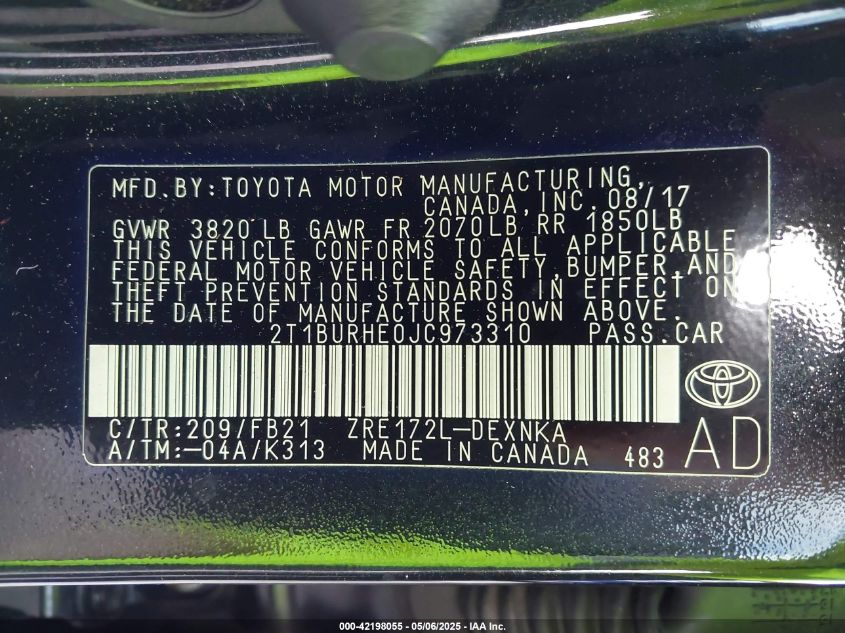 MFD.BY:TOYOTA MOTOR MANUFACTURING,
CANADA,INC. 08/17
GVWR 3820 LB GAWR FR 2070LB RR 1850LB
THIS VEHICLE CONFORMS TO ALL APPLICABLE
FEDERAL MOTOR VEHICLE SAFETY,BUMPER,AND
THEFT PREVENTION STANDARDS IN EFFECT ON
THE DATE OF MANUFACTURE SHOWN ABOVE.
2T1BURHE0JC973310 PASS.CAR
C/TR:209/FB21 ZRE172L-DEXNKA
A/TM:-04A/K313 MADE IN CANADA 483 AD
000-42198055 - 05/06/2025 - IAA Inc.